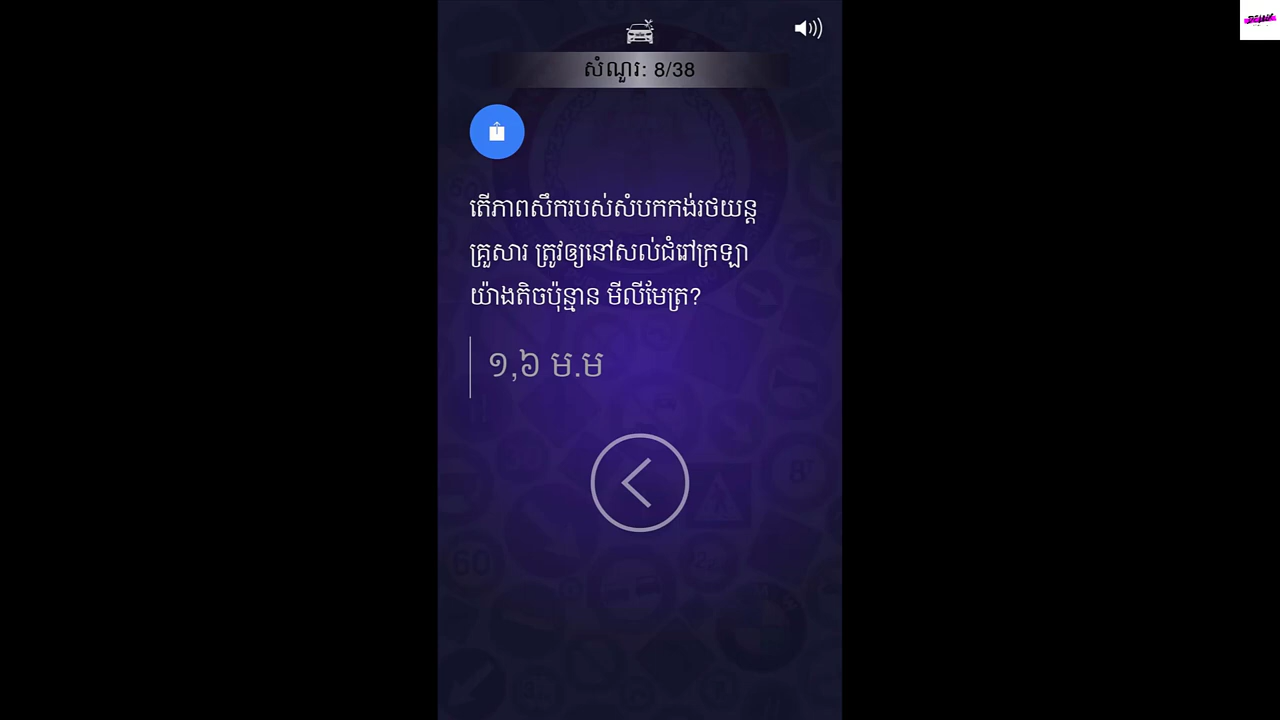 សំណួរ: 8/38
តើភាពសឹករបស់សំបកកង់រថយន្ត
គ្រួសារ ត្រូវឲ្យនៅសល់ជំរៅក្រឡា
យ៉ាងតិចប៉ុន្មាន មីលីមែត្រ?
១,៦ ម.ម